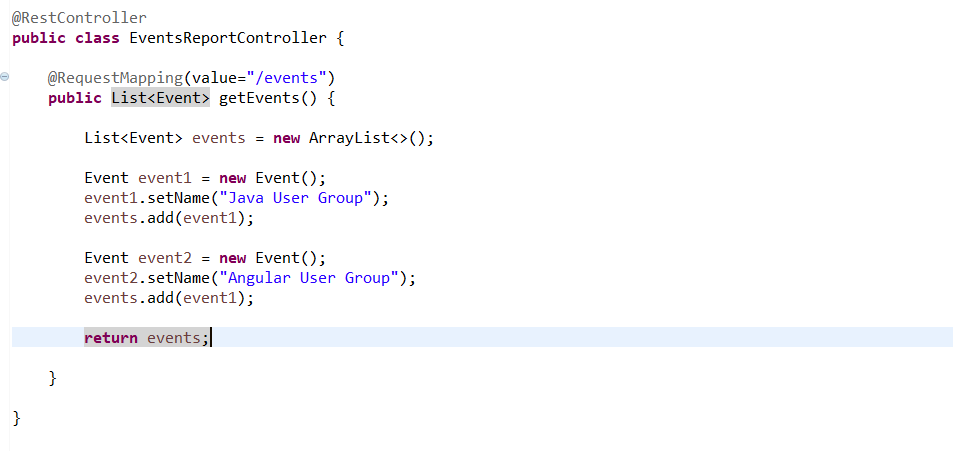 @RestController
public class EventsReportController {
@RequestMapping(value="/events")
public List<Event> getEvents() {
List<Event> events = new ArrayList<>();
Event event1 = new Event();
event1.setName("Java User Group");
events.add(event1);
Event event2 = new Event();
event2.setName("Angular User Group");
events.add(event1);
return events;
}
}